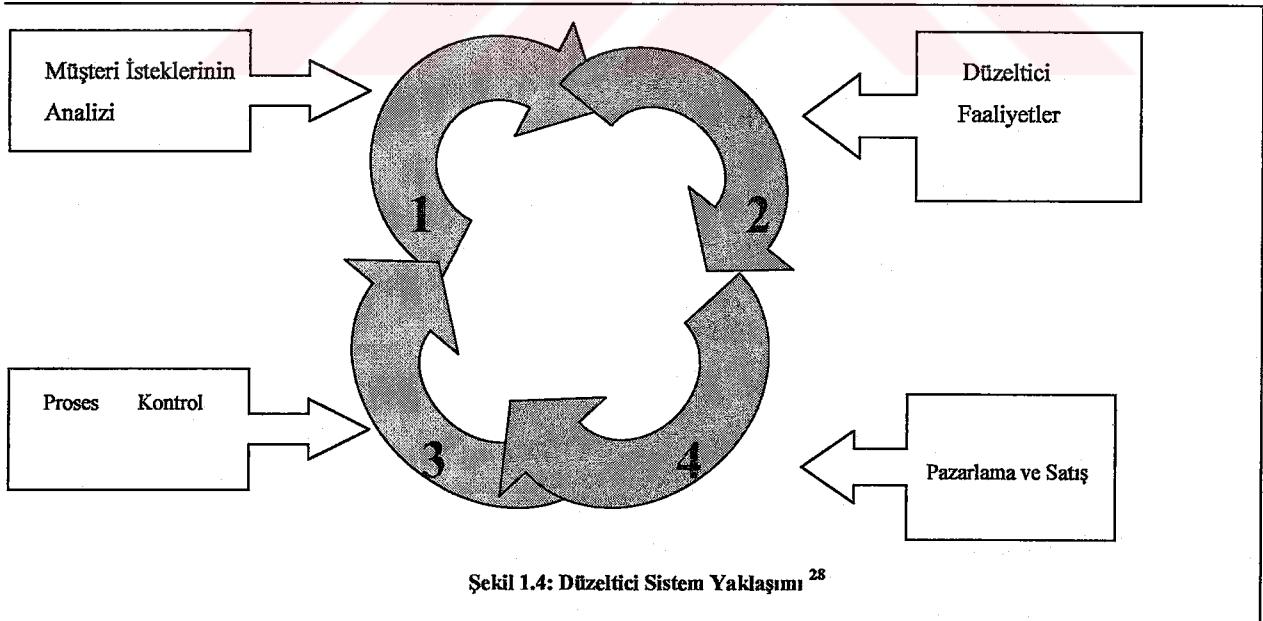 Müşteri İsteklerinin
Analizi
Düzeltici
Faaliyetler
1
2
Proses Kontrol
3
4
Pazarlama ve Satış
Şekil 1.4: Düzeltici Sistem Yaklaşımı 28